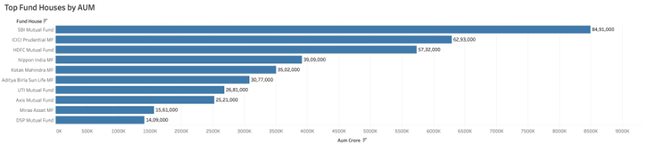 Top Fund Houses by AUM
Fund House
SBI Mutual Fund 84,91,000
ICICI Prudential MF 62,93,000
HDFC Mutual Fund 57,32,000
Nippon India MF 39,09,000
Kotak Mahindra MF 35,02,000
Aditya Birla Sun Life MF 30,77,000
UTI Mutual Fund 26,81,000
Axis Mutual Fund 25,21,000
Mirae Asset MF 15,61,000
DSP Mutual Fund 14,09,000
0K 500K 1000K 1500K 2000K 2500K 3000K 3500K 4000K 4500K 5000K 5500K 6000K 6500K 7000K 7500K 8000K 8500K 9000K
Aum Crore